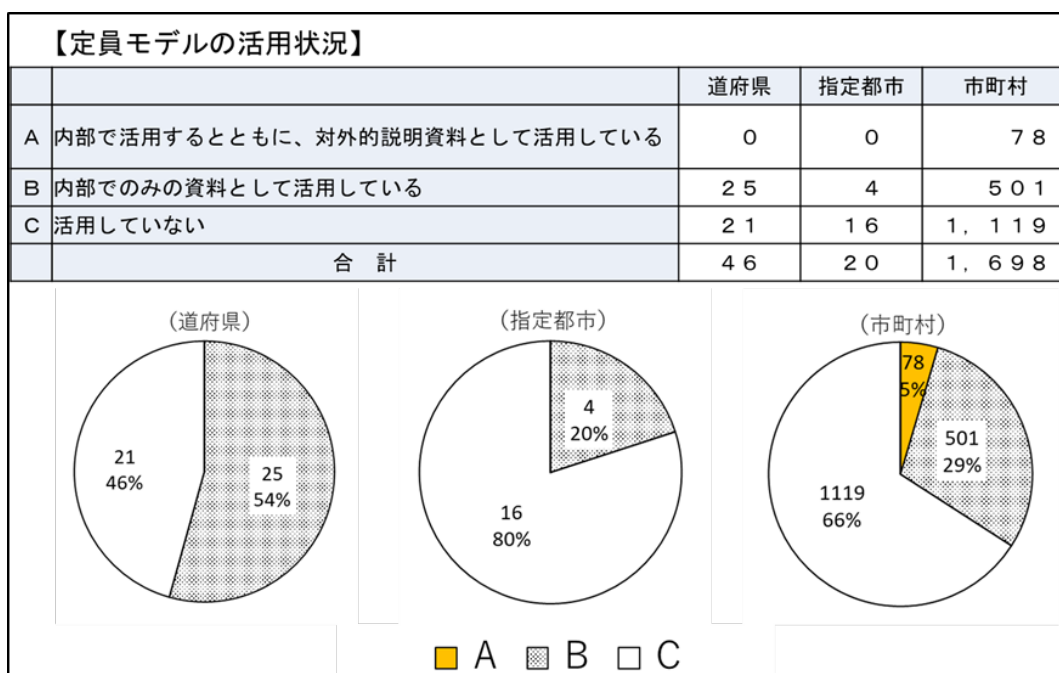 【定員モデルの活用状況】
道府県 指定都市 市町村
A 内部で活用するとともに、対外的説明資料として活用している ０ ０ ７８
B 内部でのみの資料として活用している ２５ ４ ５０１
C 活用していない ２１ １６ １，１１９
合 計 ４６ ２０ １，６９８
（道府県）
21
46%
25
54%
（指定都市）
4
20%
16
80%
（市町村）
78
5%
501
29%
1119
66%
A B C